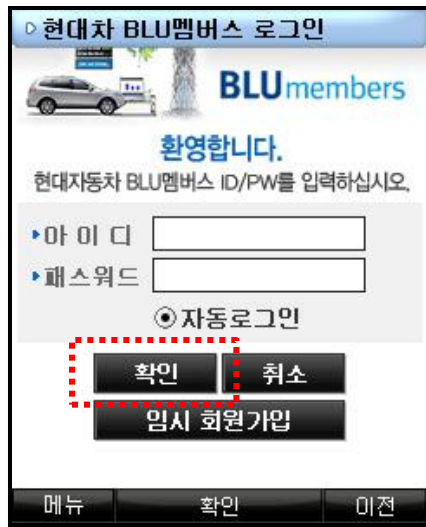 현대차 BLU멤버스 로그인
BLUmembers
환영합니다.
현대자동차 BLU멤버스 ID/PW를 입력하십시오.
아 이 디
패스워드
자동로그인
확인 취소
임시 회원가입
메뉴 확인 이전